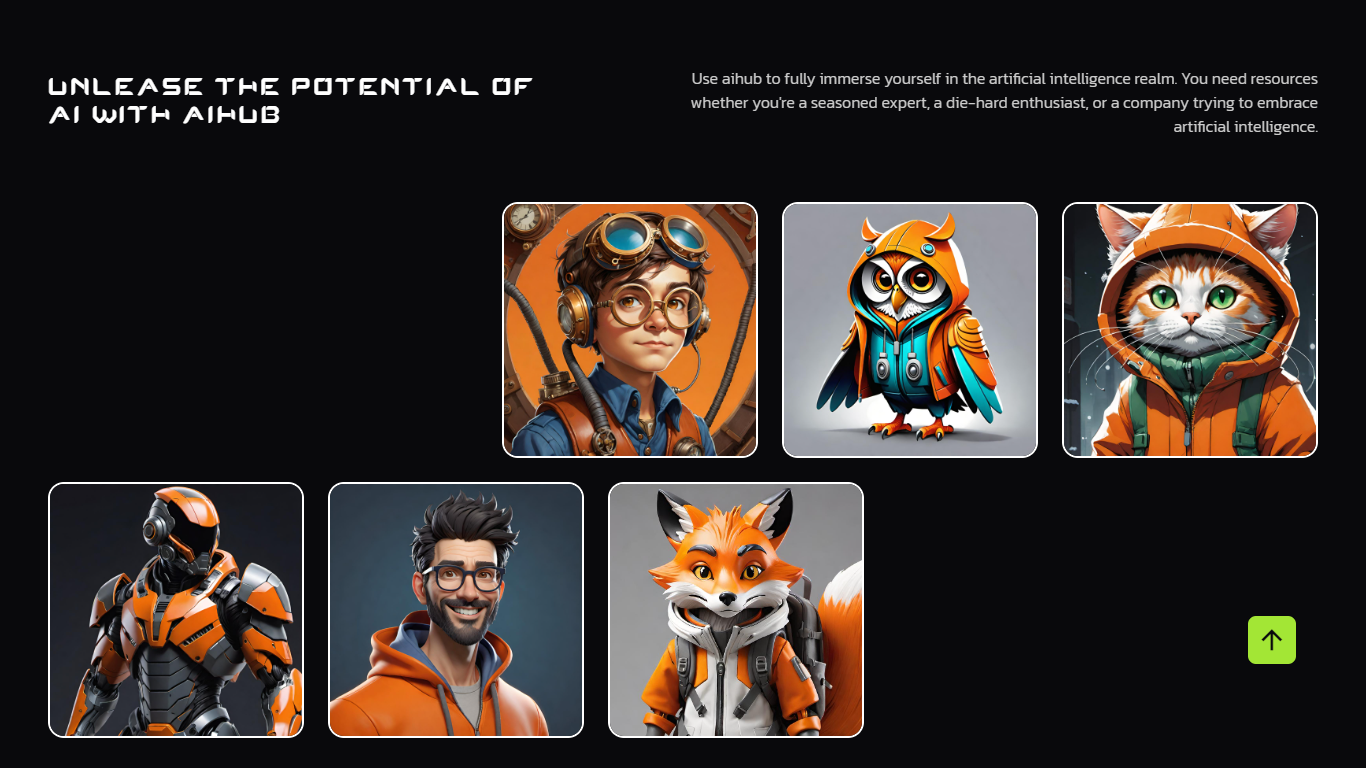 UNLEASE THE POTENTIAL OF
AI WITH AIHUB
Use aihub to fully immerse yourself in the artificial intelligence realm. You need resources
whether you're a seasoned expert, a die-hard enthusiast, or a company trying to embrace
artificial intelligence.